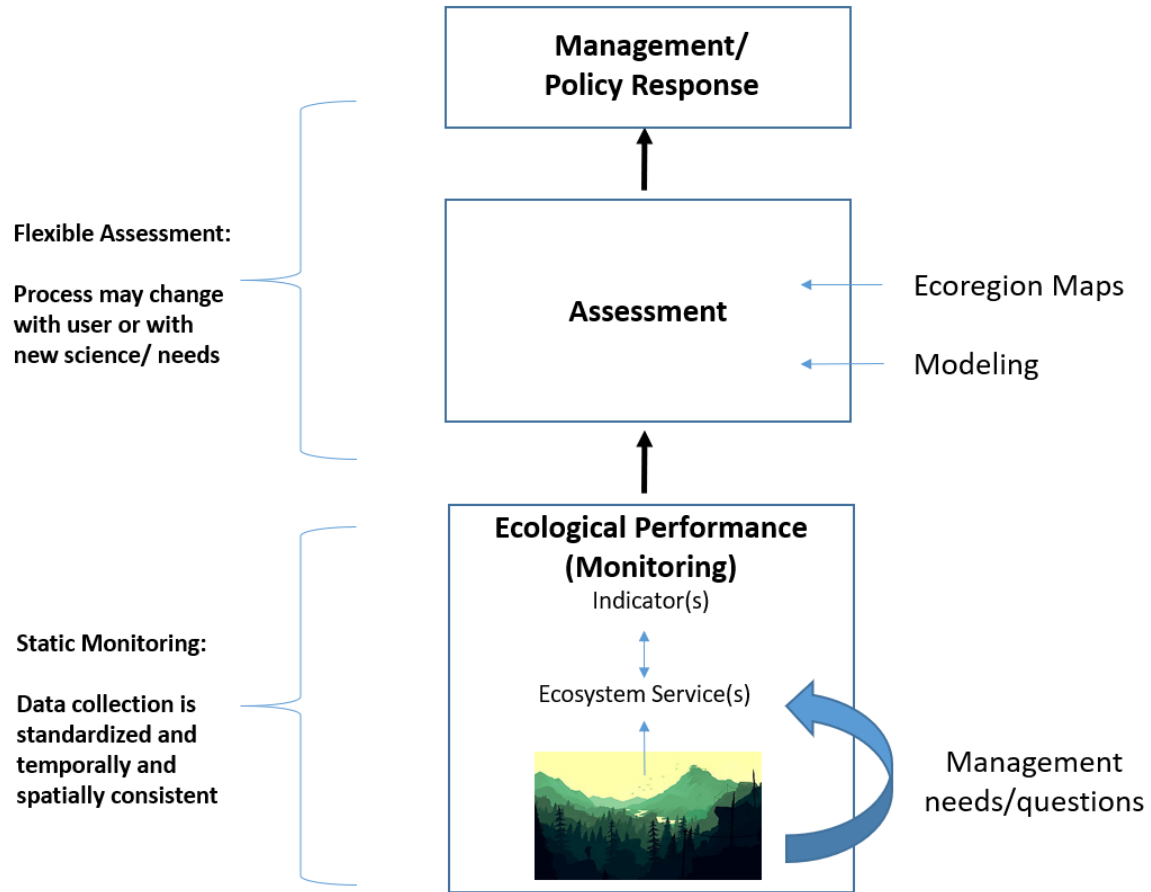 Management/
Policy Response
Flexible Assessment:
Process may change
with user or with
new science/ needs
Assessment
Ecoregion Maps
Modeling
Ecological Performance
(Monitoring)
Indicator(s)
Ecosystem Service(s)
Static Monitoring:
Data collection is
standardized and
temporally and
spatially consistent
Management
needs/questions